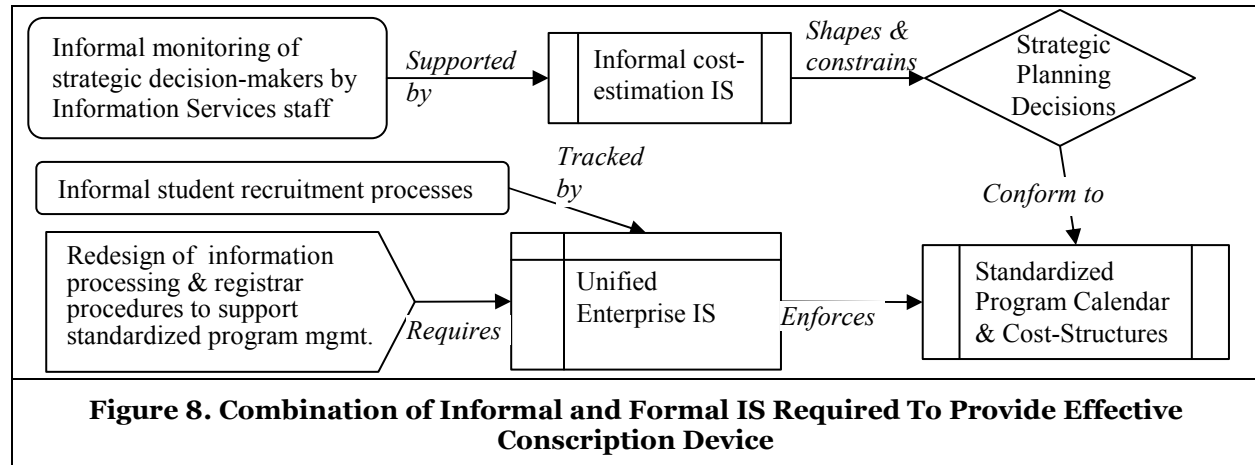 Informal monitoring of
strategic decision-makers by
Information Services staff
Supported
by
Informal cost-
estimation IS
Shapes &
constrains
Strategic
Planning
Decisions
Informal student recruitment processes
Tracked
by
Conform to
Redesign of information
processing & registrar
procedures to support
standardized program mgmt.
Requires
Unified
Enterprise IS
Enforces
Standardized
Program Calendar
& Cost-Structures
Figure 8. Combination of Informal and Formal IS Required To Provide Effective
Conscription Device